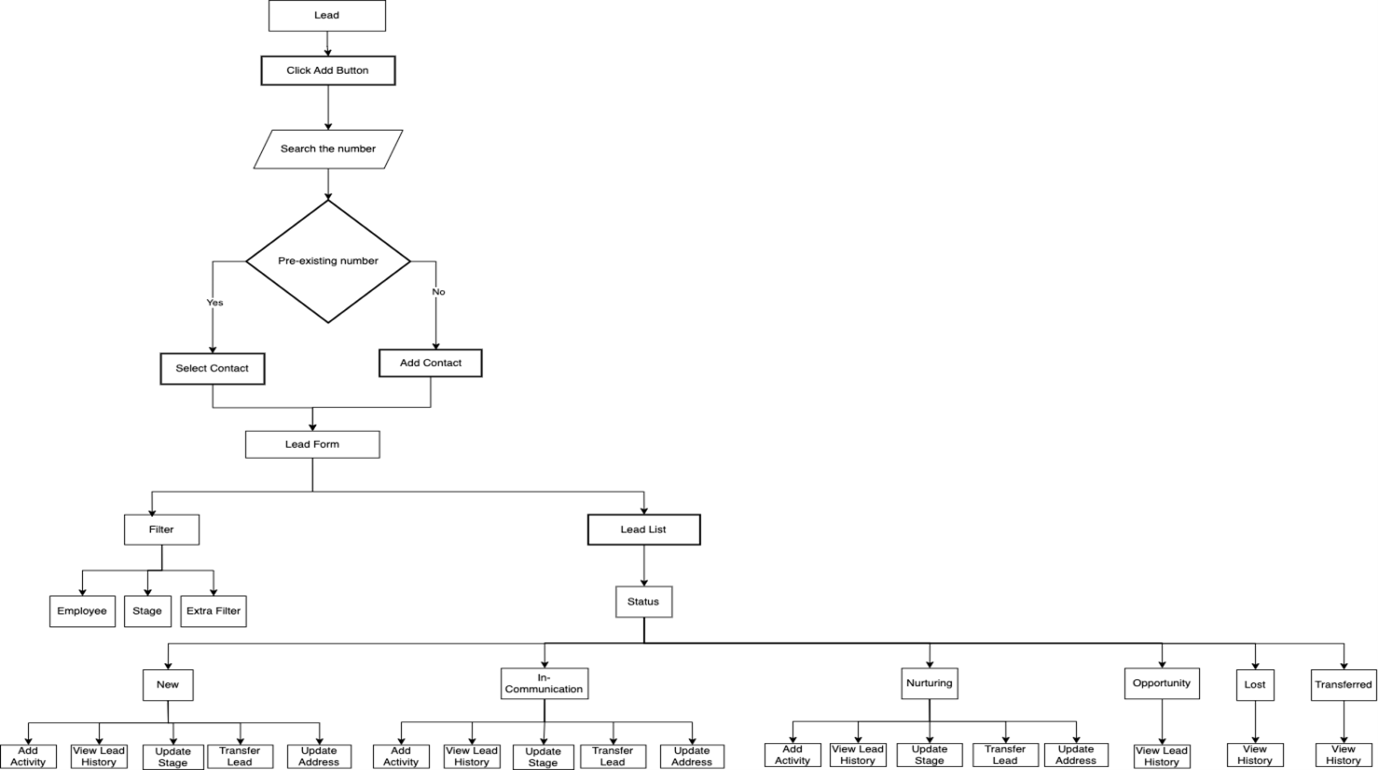 Lead
Click Add Button
Search the number
Pre-existing number
Yes
No
Select Contact
Add Contact
Lead Form
Filter
Lead List
Employee
Stage
Extra Filter
Status
New
In-
Communication
Nurturing
Opportunity
Lost
Transferred
Add
Activity
View Lead
History
Update
Stage
Transfer
Lead
Update
Address
Add
Activity
View Lead
History
Update
Stage
Transfer
Lead
Update
Address
Add
Activity
View Lead
History
Update
Stage
Transfer
Lead
Update
Address
View Lead
History
View
History
View
History